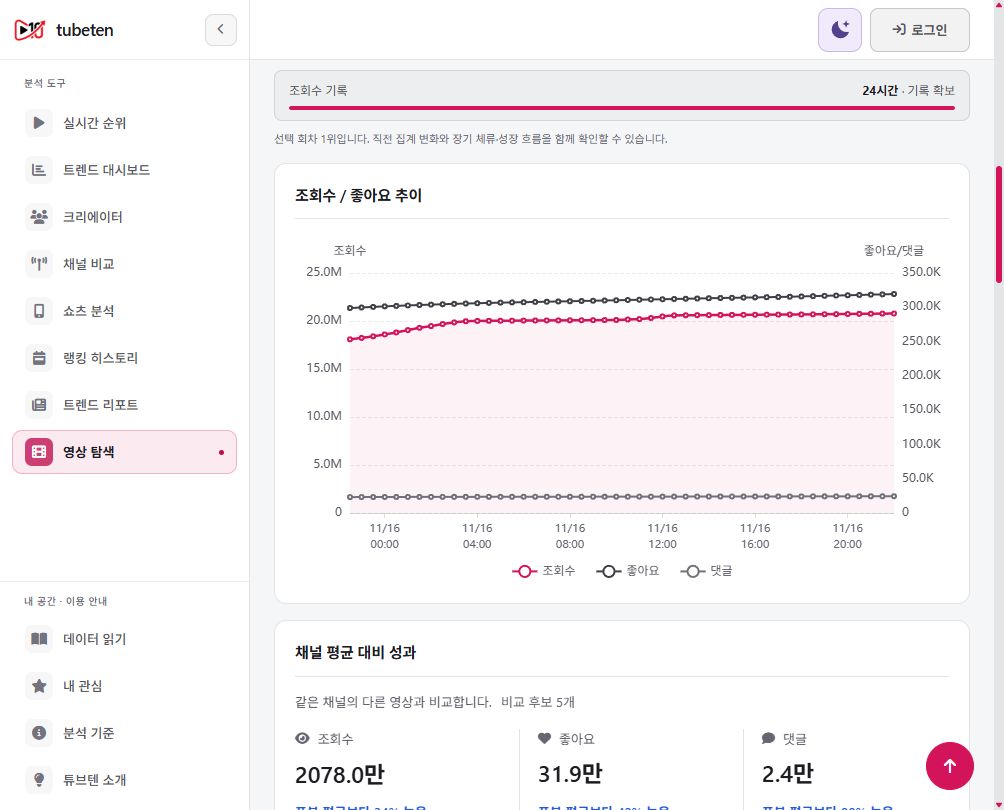 tubeten
로그인
분석 도구
실시간 순위
트렌드 대시보드
크리에이터
채널 비교
쇼츠 분석
랭킹 히스토리
트렌드 리포트
영상 탐색
내 공간 · 이용 안내
데이터 읽기
내 관심
분석 기준
튜브텐 소개
조회수 기록
24시간 · 기록 확보
선택 회차 1위입니다. 직전 집계 변화와 장기 체류·성장 흐름을 함께 확인할 수 있습니다.
조회수 / 좋아요 추이
조회수
좋아요/댓글
25.0M
20.0M
15.0M
10.0M
5.0M
0
350.0K
300.0K
250.0K
200.0K
150.0K
100.0K
50.0K
0
11/16 11/16 11/16 11/16 11/16 11/16
00:00 04:00 08:00 12:00 16:00 20:00
조회수 좋아요 댓글
채널 평균 대비 성과
같은 채널의 다른 영상과 비교합니다. 비교 후보 5개
조회수 좋아요 댓글
2078.0만 31.9만 2.4만